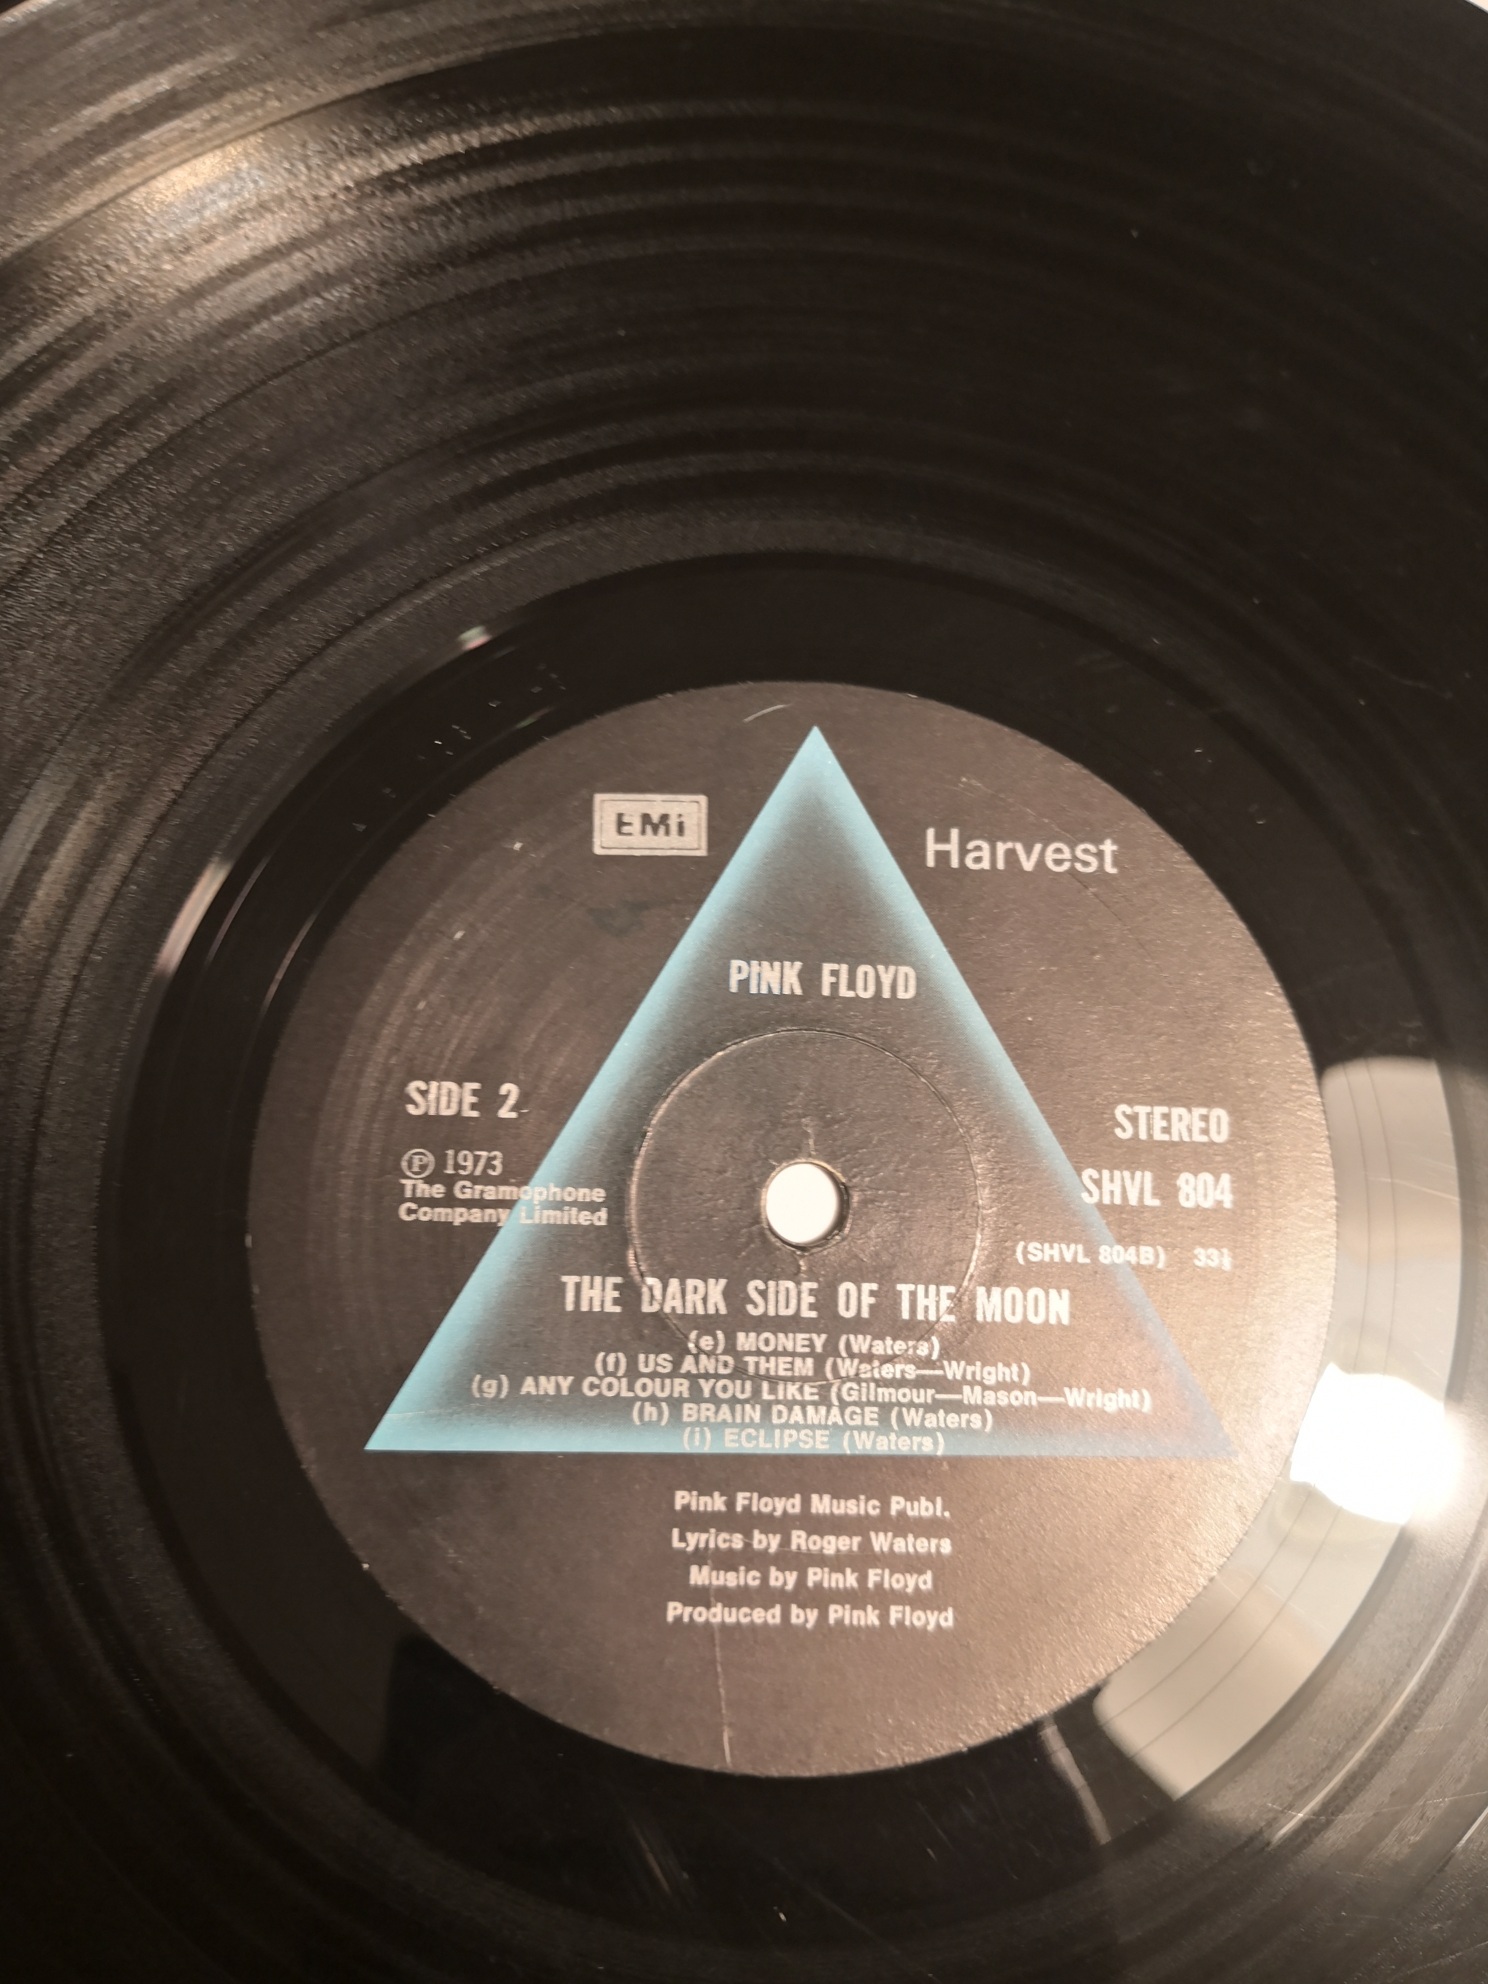 EMI
Harvest
PINK FLOYD
SIDE 2
STEREO
℗ 1973
The Gramophone
Company Limited
SHVL 804
(SHVL 804B) 33⅓
THE DARK SIDE OF THE MOON
(e) MONEY (Waters)
(f) US AND THEM (Waters—Wright)
(g) ANY COLOUR YOU LIKE (Gilmour—Mason—Wright)
(h) BRAIN DAMAGE (Waters)
(i) ECLIPSE (Waters)
Pink Floyd Music Publ.
Lyrics by Roger Waters
Music by Pink Floyd
Produced by Pink Floyd